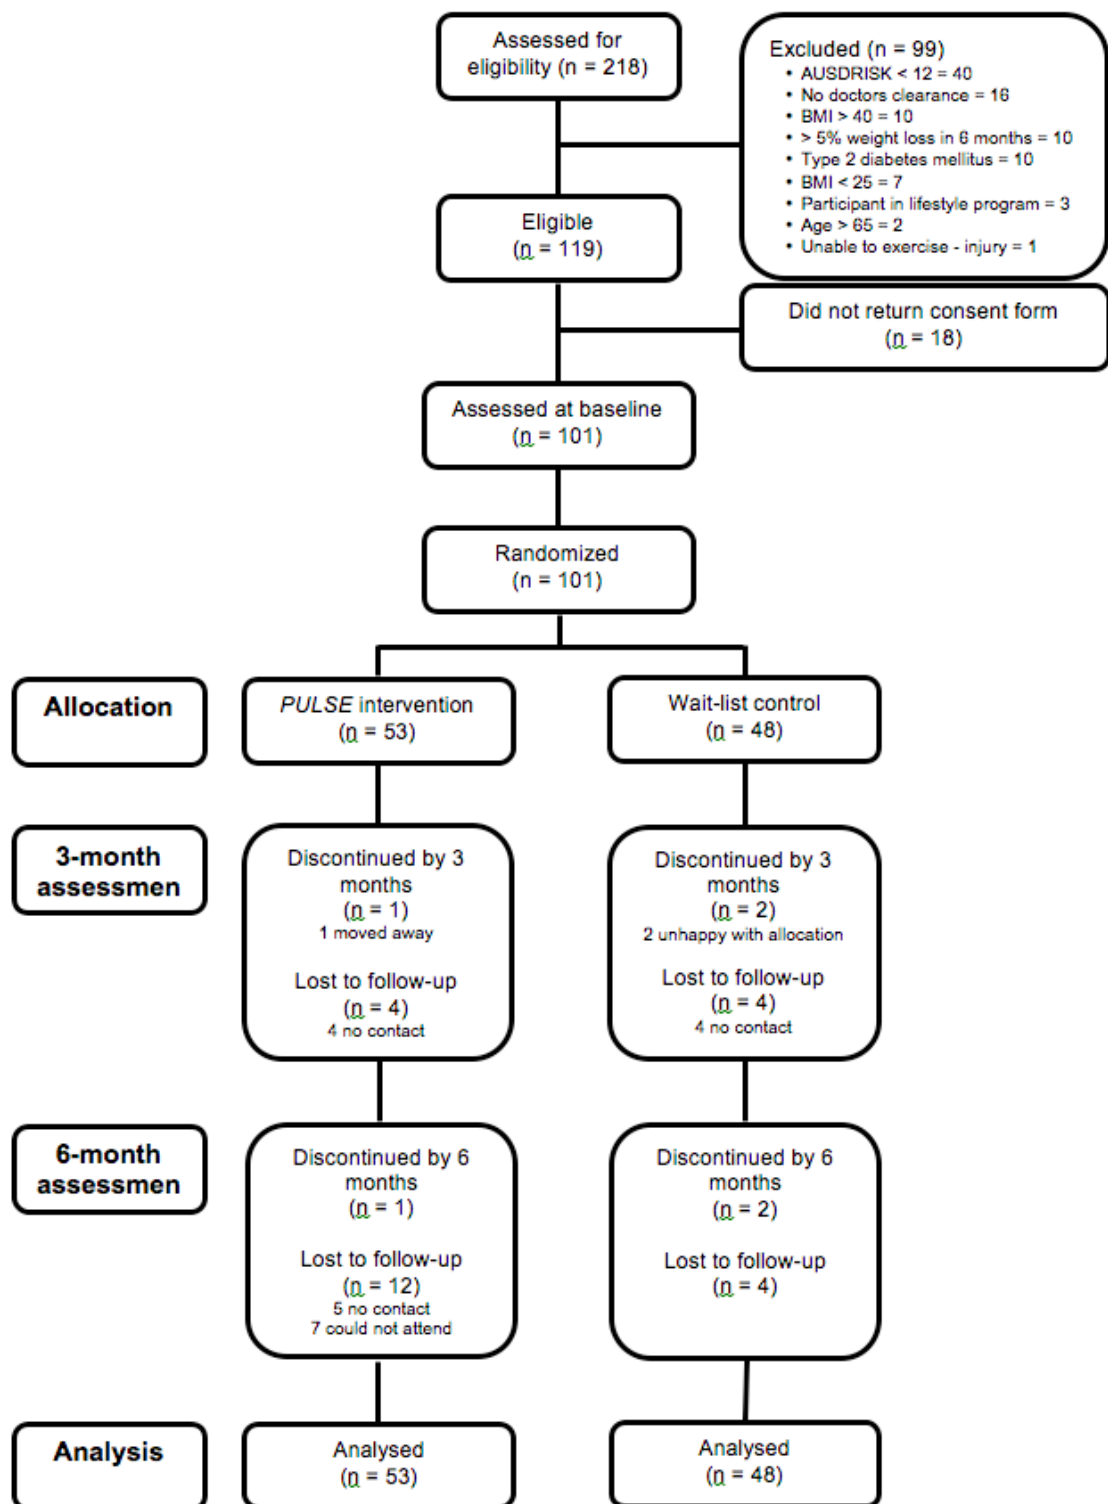 Assessed for
eligibility (n = 218)
Excluded (n = 99)
• AUSDRISK < 12 = 40
• No doctors clearance = 16
• BMI > 40 = 10
• > 5% weight loss in 6 months = 10
• Type 2 diabetes mellitus = 10
• BMI < 25 = 7
• Participant in lifestyle program = 3
• Age > 65 = 2
• Unable to exercise - injury = 1
Eligible
(n = 119)
Did not return consent form
(n = 18)
Assessed at baseline
(n = 101)
Randomized
(n = 101)
Allocation
PULSE intervention
(n = 53)
Wait-list control
(n = 48)
3-month
assessmen
Discontinued by 3
months
(n = 1)
1 moved away
Lost to follow-up
(n = 4)
4 no contact
Discontinued by 3
months
(n = 2)
2 unhappy with allocation
Lost to follow-up
(n = 4)
4 no contact
6-month
assessmen
Discontinued by 6
months
(n = 1)
Lost to follow-up
(n = 12)
5 no contact
7 could not attend
Discontinued by 6
months
(n = 2)
Lost to follow-up
(n = 4)
Analysis
Analysed
(n = 53)
Analysed
(n = 48)